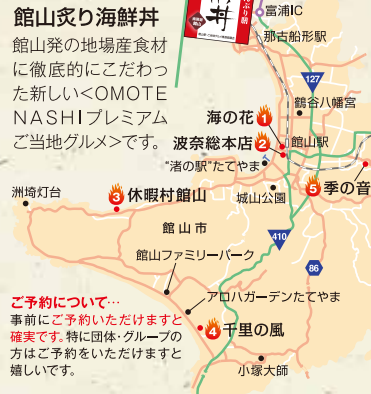 館山炙り海鮮丼
館山発の地場産食材
に徹底的にこだわっ
た新しい<OMOTE
NASHIプレミアム
ご当地グルメ>です。
丼
富浦IC
那古船形駅
127
鶴谷八幡宮
海の花 1
波奈総本店 2
館山駅
"渚の駅"たてやま
5 季の音
城山公園
洲埼灯台
3 休暇村館山
館山市
410
館山ファミリーパーク
86
アロハガーデンたてやま
4 千里の風
小塚大師
ご予約について…
事前にご予約いただけますと
確実です。特に団体・グループの
方はご予約をいただけますと
嬉しいです。